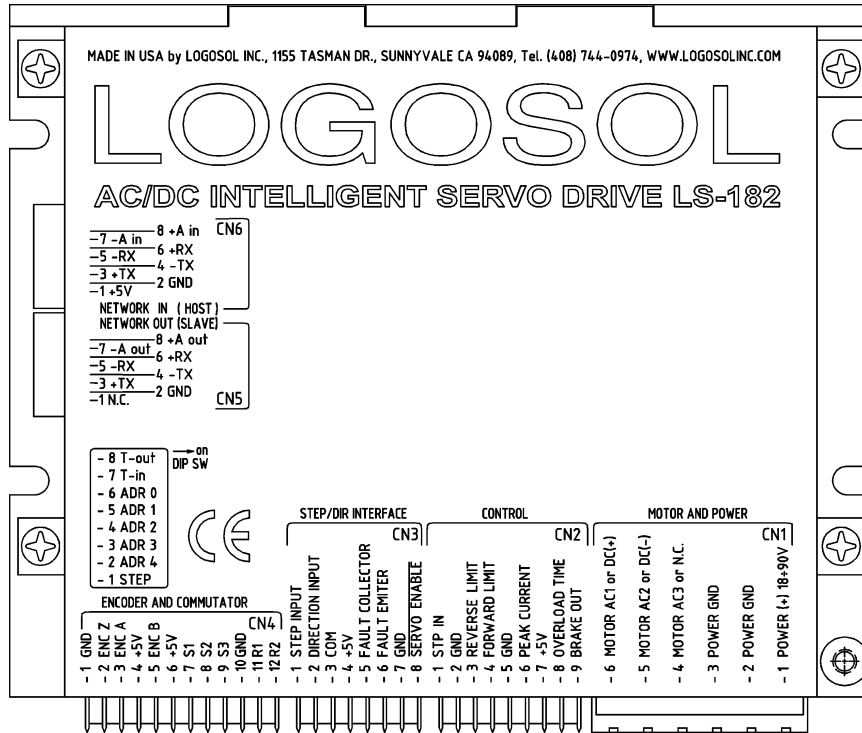 MADE IN USA by LOGOSOL INC., 1155 TASMAN DR., SUNNYVALE CA 94089, Tel. (408) 744-0974, WWW.LOGOSOLINC.COM
LOGOSOL
AC/DC INTELLIGENT SERVO DRIVE LS-182
CN6
8 +A in
-7 -A in
6 +RX
-5 -RX
4 -TX
-3 +TX
2 GND
-1 +5V
NETWORK IN (HOST)
NETWORK OUT (SLAVE)
8 +A out
-7 -A out
6 +RX
-5 -RX
4 -TX
-3 +TX
2 GND
-1 N.C.
CN5
on
DIP SW
- 8 T-out
- 7 T-in
- 6 ADR 0
- 5 ADR 1
- 4 ADR 2
- 3 ADR 3
- 2 ADR 4
- 1 STEP
CE
ENCODER AND COMMUTATOR
CN4
- 1 GND
- 2 ENC Z
- 3 ENC A
- 4 +5V
- 5 ENC B
- 6 +5V
- 7 S1
- 8 S2
- 9 S3
- 10 GND
- 11 R1
- 12 R2
STEP/DIR INTERFACE
CN3
- 1 STEP INPUT
- 2 DIRECTION INPUT
- 3 COM
- 4 +5V
- 5 FAULT COLLECTOR
- 6 FAULT EMITER
- 7 GND
- 8 SERVO ENABLE
CONTROL
CN2
- 1 STP IN
- 2 GND
- 3 REVERSE LIMIT
- 4 FORWARD LIMIT
- 5 GND
- 6 PEAK CURRENT
- 7 +5V
- 8 OVERLOAD TIME
- 9 BRAKE OUT
MOTOR AND POWER
CN1
- 6 MOTOR AC1 or DC(+)
- 5 MOTOR AC2 or DC(-)
- 4 MOTOR AC3 or N.C.
- 3 POWER GND
- 2 POWER GND
- 1 POWER (+) 18÷90V